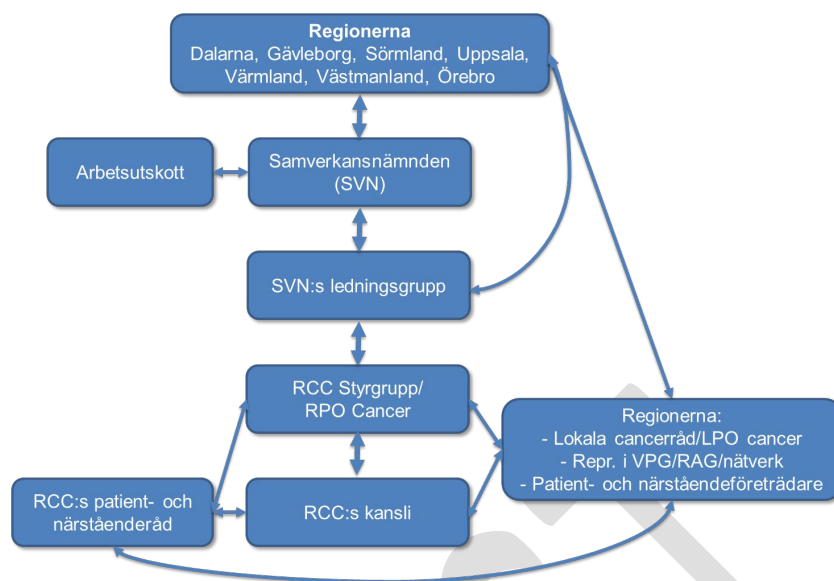 Regionerna
Dalarna, Gävleborg, Sörmland, Uppsala,
Värmland, Västmanland, Örebro
Arbetsutskott
Samverkansnämnden
(SVN)
SVN:s ledningsgrupp
RCC Styrgrupp/
RPO Cancer
Regionerna:
- Lokala cancerråd/LPO cancer
- Repr. i VPG/RAG/nätverk
- Patient- och närståendeföreträdare
RCC:s patient- och
närståenderåd
RCC:s kansli